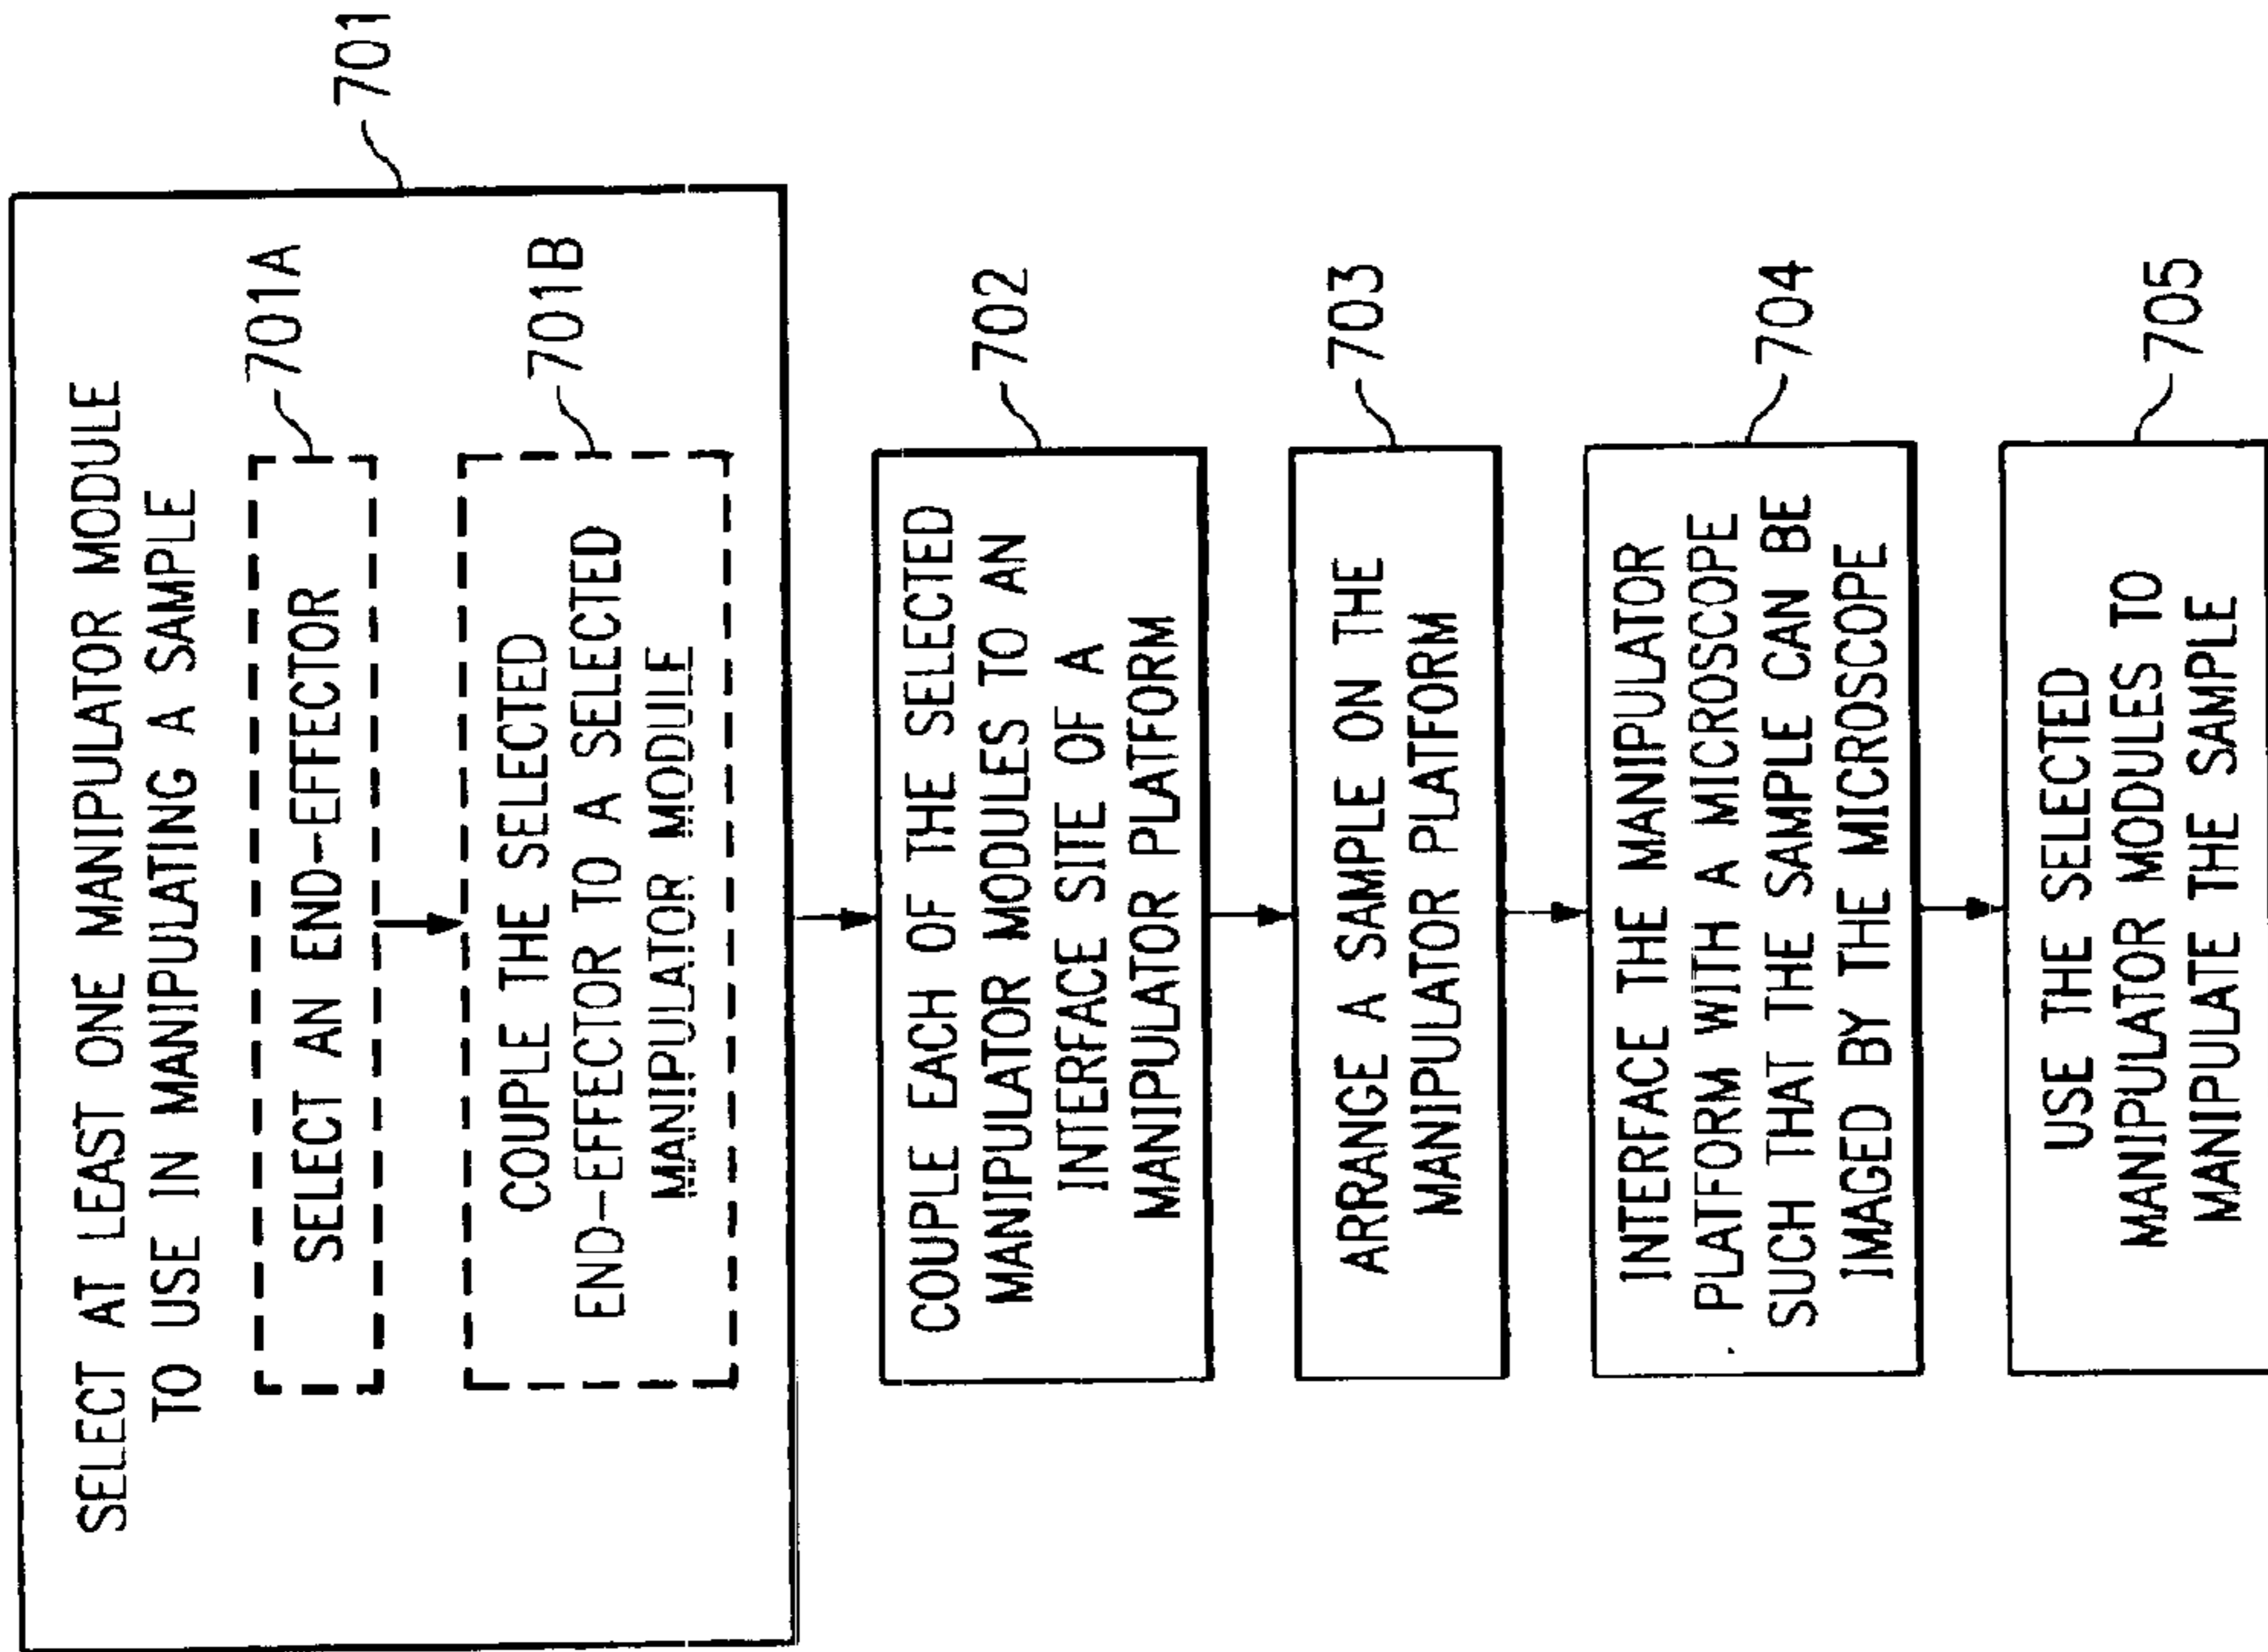 701
SELECT AT LEAST ONE MANIPULATOR MODULE
TO USE IN MANIPULATING A SAMPLE
701A
SELECT AN END-EFFECTOR
701B
COUPLE THE SELECTED
END-EFFECTOR TO A SELECTED
MANIPULATOR MODULE
702
COUPLE EACH OF THE SELECTED
MANIPULATOR MODULES TO AN
INTERFACE SITE OF A
MANIPULATOR PLATFORM
703
ARRANGE A SAMPLE ON THE
MANIPULATOR PLATFORM
704
INTERFACE THE MANIPULATOR
PLATFORM WITH A MICROSCOPE
SUCH THAT THE SAMPLE CAN BE
IMAGED BY THE MICROSCOPE
705
USE THE SELECTED
MANIPULATOR MODULES TO
MANIPULATE THE SAMPLE